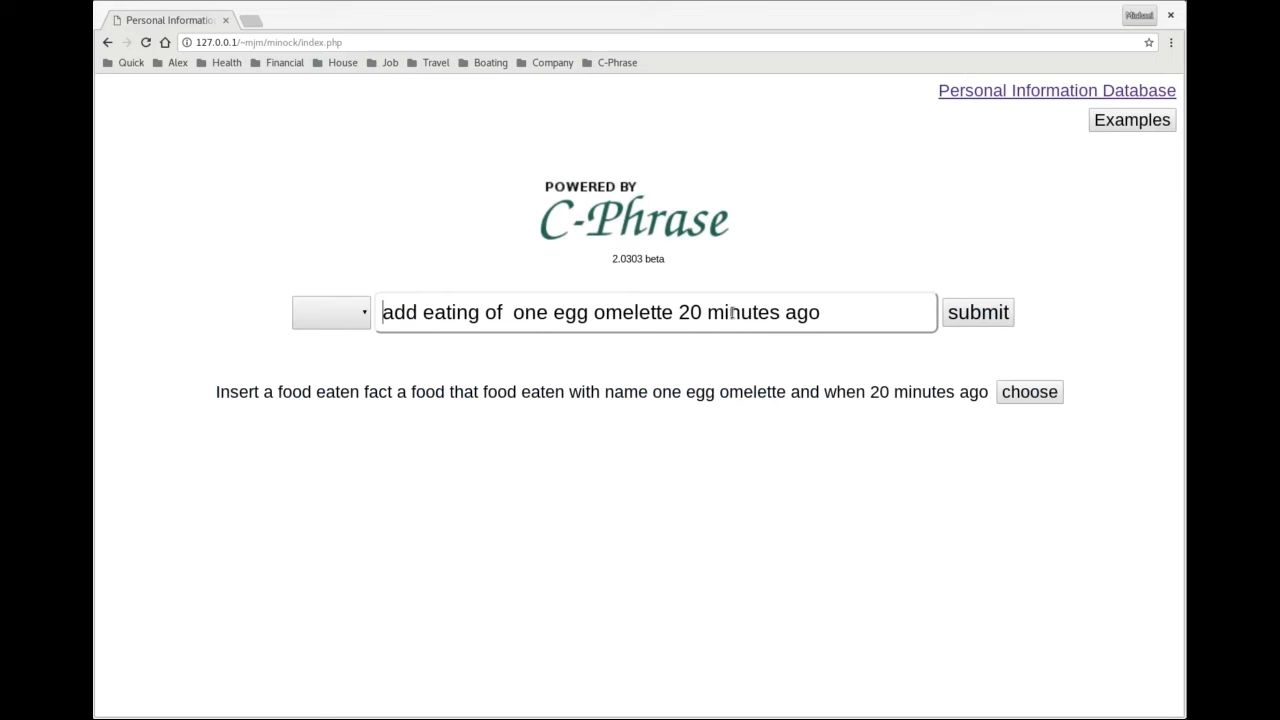 Personal Informatio
Michael
127.0.0.1/~mjm/minock/index.php
Quick Alex Health Financial House Job Travel Boating Company C-Phrase
Personal Information Database
Examples
POWERED BY
C-Phrase
2.0303 beta
add eating of  one egg omelette 20 minutes ago submit
Insert a food eaten fact a food that food eaten with name one egg omelette and when 20 minutes ago choose